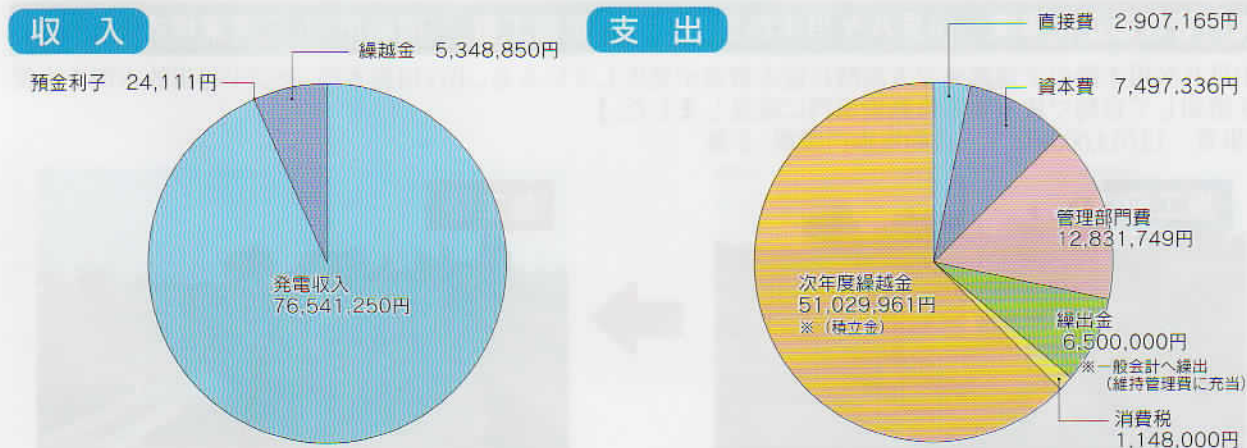 収 入
繰越金 5,348,850円
預金利子 24,111円
発電収入
76,541,250円
支 出
直接費 2,907,165円
資本費 7,497,336円
管理部門費
12,831,749円
次年度繰越金
51,029,961円
※（積立金）
繰出金
6,500,000円
※一般会計へ繰出
（維持管理費に充当）
消費税
1,148,000円